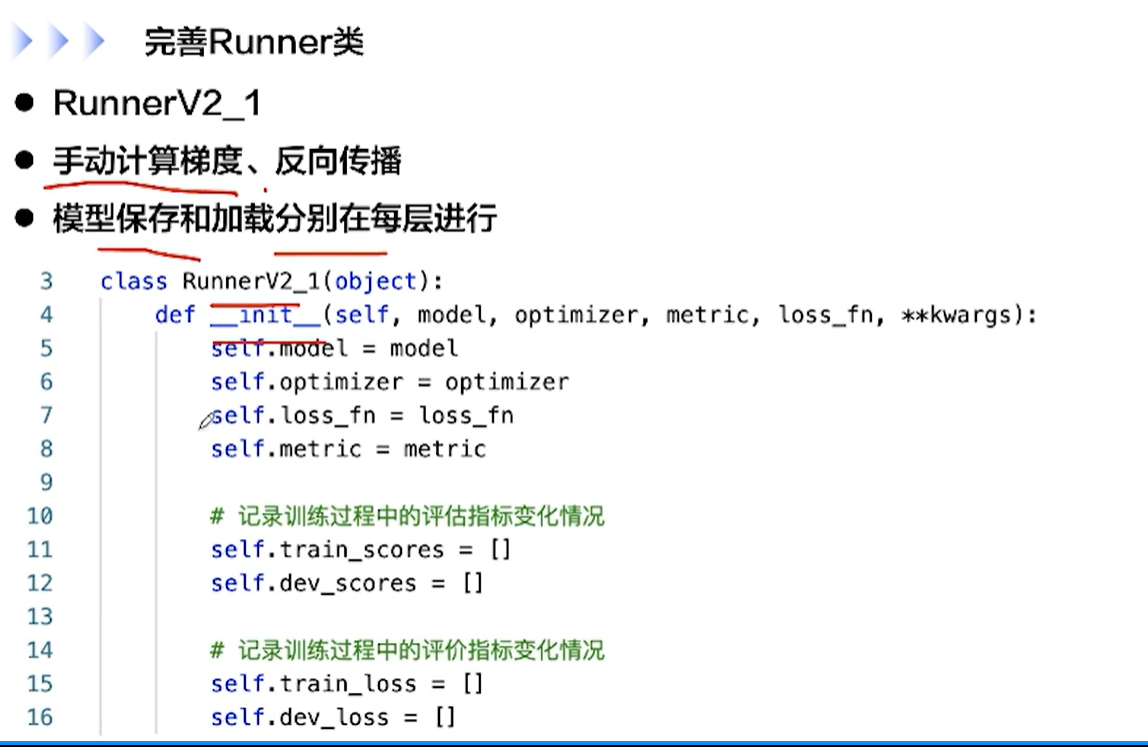 完善Runner类
● RunnerV2_1
● 手动计算梯度、反向传播
● 模型保存和加载分别在每层进行
3 class RunnerV2_1(object):
4     def __init__(self, model, optimizer, metric, loss_fn, **kwargs):
5         self.model = model
6         self.optimizer = optimizer
7         self.loss_fn = loss_fn
8         self.metric = metric
9
10         # 记录训练过程中的评估指标变化情况
11         self.train_scores = []
12         self.dev_scores = []
13
14         # 记录训练过程中的评价指标变化情况
15         self.train_loss = []
16         self.dev_loss = []